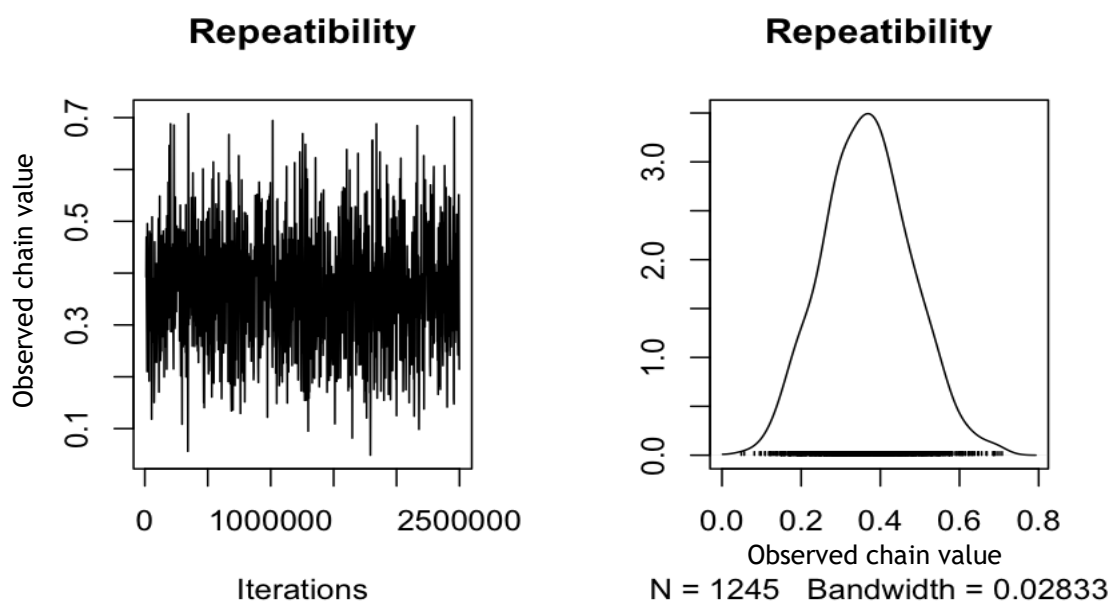 Repeatibility
0.7
0.5
0.3
0.1
Observed chain value
0 1000000 2500000
Iterations
Repeatibility
3.0
2.0
1.0
0.0
0.0 0.2 0.4 0.6 0.8
Observed chain value
N = 1245 Bandwidth = 0.02833